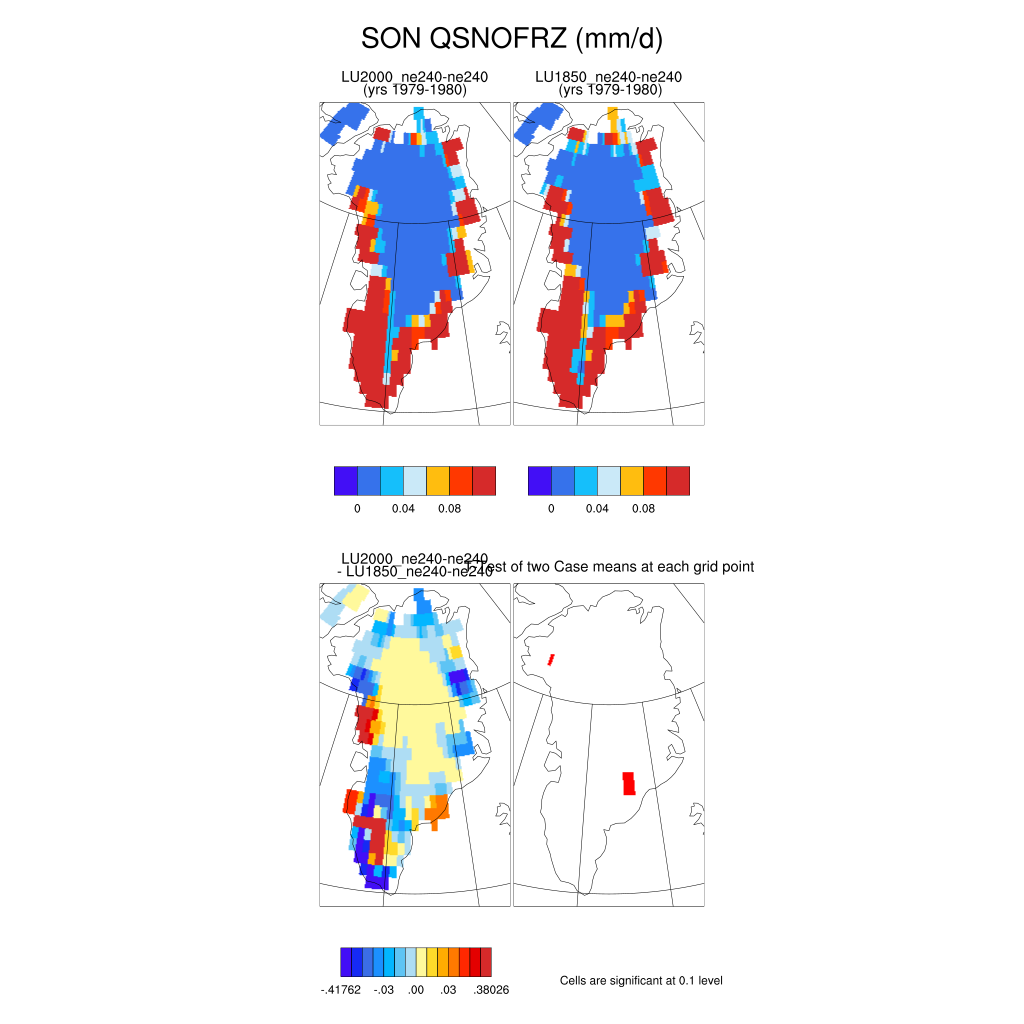 SON QSNOFRZ (mm/d)
LU2000_ne240-ne240
(yrs 1979-1980)
LU1850_ne240-ne240
(yrs 1979-1980)
0 0.04 0.08
0 0.04 0.08
LU2000_ne240-ne240
- LU1850_ne240-ne240
T-Test of two Case means at each grid point
-.41762 -.03 .00 .03 .38026
Cells are significant at 0.1 level